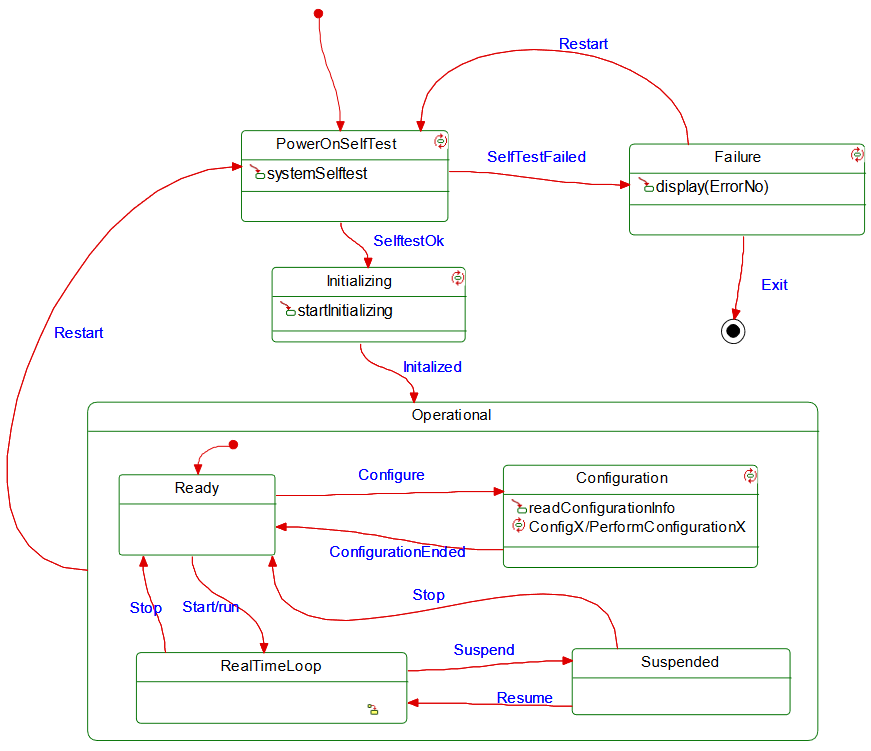 Restart
PowerOnSelfTest
systemSelftest
SelfTestFailed
Failure
display(ErrorNo)
SelftestOk
Initializing
startInitializing
Exit
Restart
Initalized
Operational
Ready
Configure
Configuration
readConfigurationInfo
ConfigX/PerformConfigurationX
ConfigurationEnded
Stop
Start/run
Stop
RealTimeLoop
Suspend
Suspended
Resume